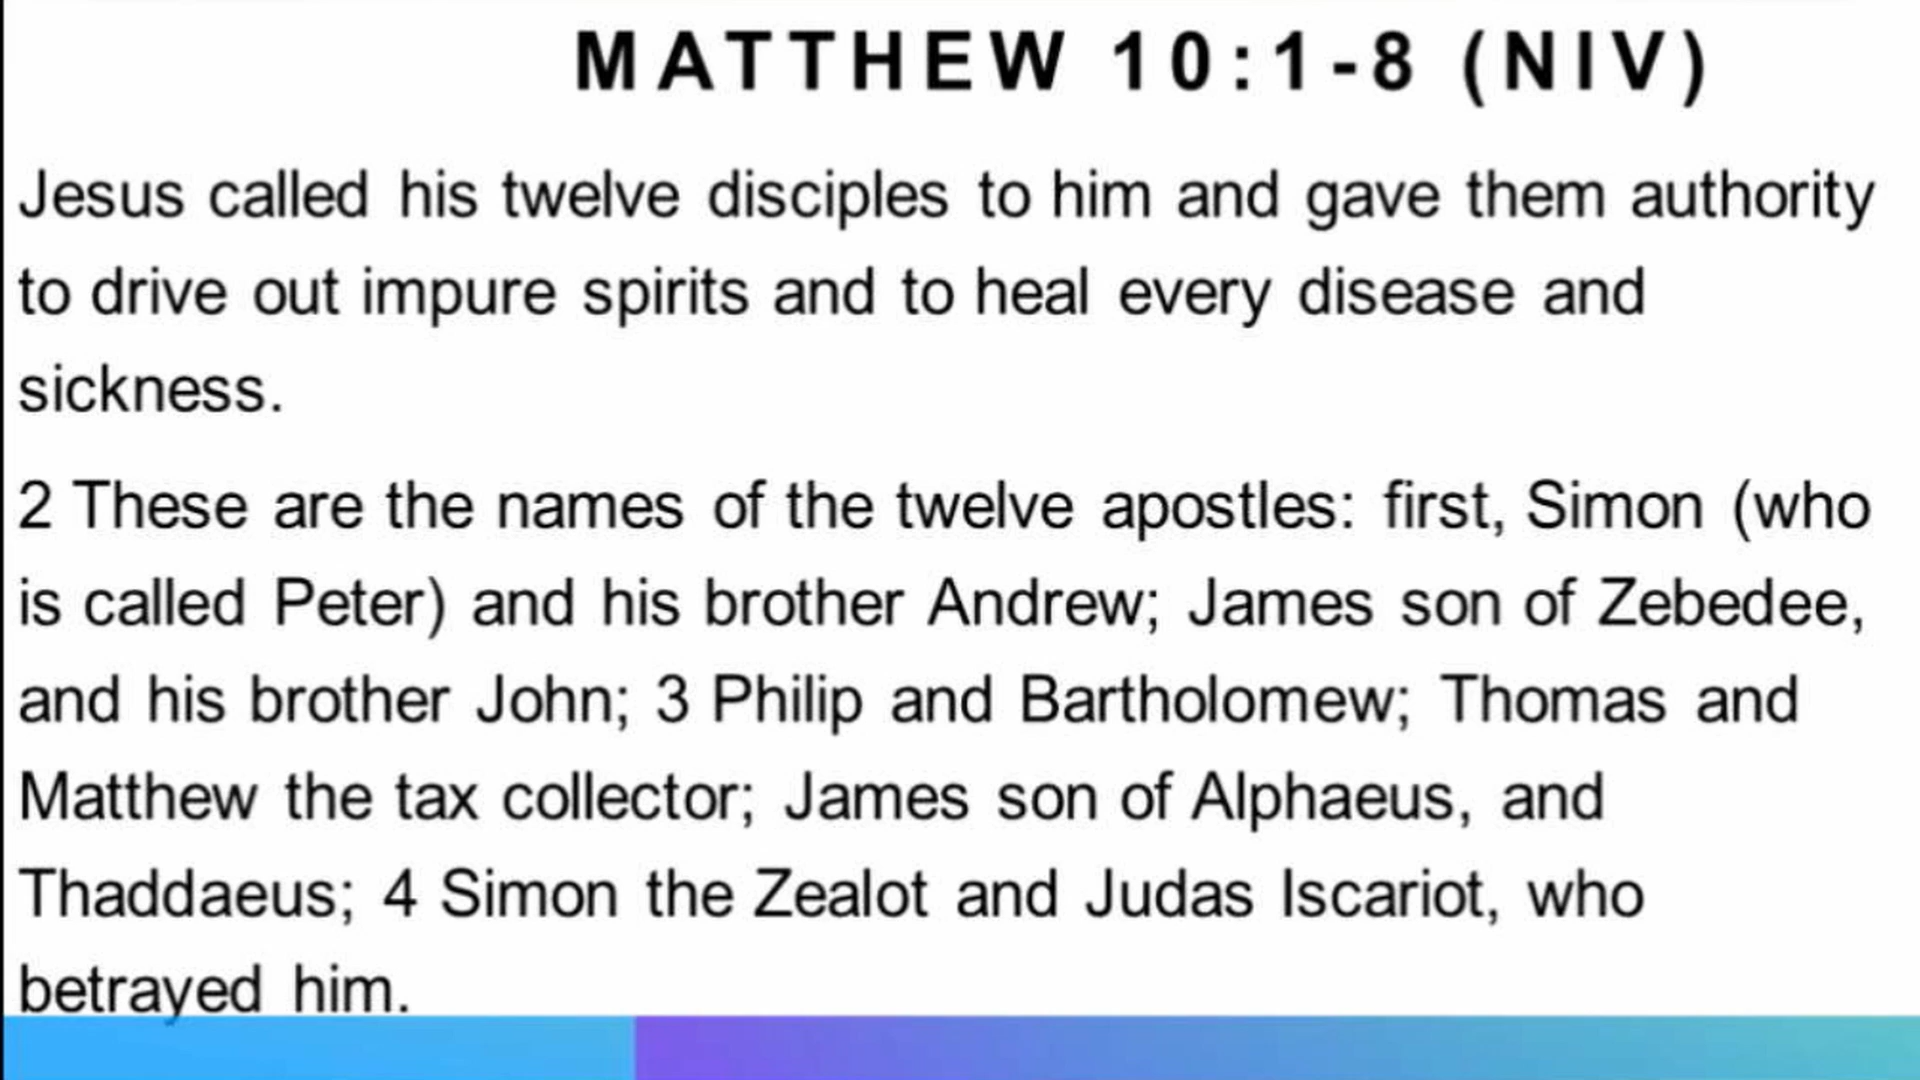 MATTHEW 10:1-8 (NIV)
Jesus called his twelve disciples to him and gave them authority
to drive out impure spirits and to heal every disease and
sickness.
2 These are the names of the twelve apostles: first, Simon (who
is called Peter) and his brother Andrew; James son of Zebedee,
and his brother John; 3 Philip and Bartholomew; Thomas and
Matthew the tax collector; James son of Alphaeus, and
Thaddaeus; 4 Simon the Zealot and Judas Iscariot, who
betrayed him.